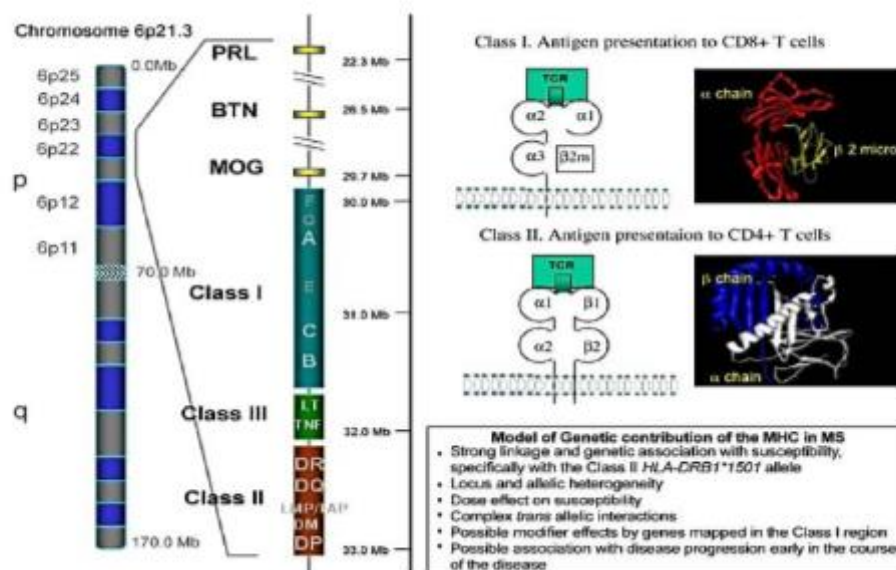 Chromosome 6p21.3
0.0Mb
6p25
6p24
6p23
6p22
p
6p12
6p11
70.0 Mb
q
170.0 Mb
PRL
BTN
MOG
Class I
Class III
Class II
F
G
A
E
C
B
LT
TNF
DR
DQ
LMP/TAP
DM
DP
22.3 Mb
26.5 Mb
29.7 Mb
30.0 Mb
31.0 Mb
32.0 Mb
33.0 Mb
Class I. Antigen presentation to CD8+ T cells
TCR
α2
α1
α3
β2m
α chain
β 2 micro
Class II. Antigen presentaion to CD4+ T cells
TCR
α1
β1
α2
β2
β chain
α chain
Model of Genetic contribution of the MHC in MS
• Strong linkage and genetic association with susceptibility,
specifically with the Class II HLA-DRB1*1501 allele
• Locus and allelic heterogeneity
• Dose effect on susceptibility
• Complex trans allelic interactions
• Possible modifier effects by genes mapped in the Class I region
• Possible association with disease progression early in the course
of the disease